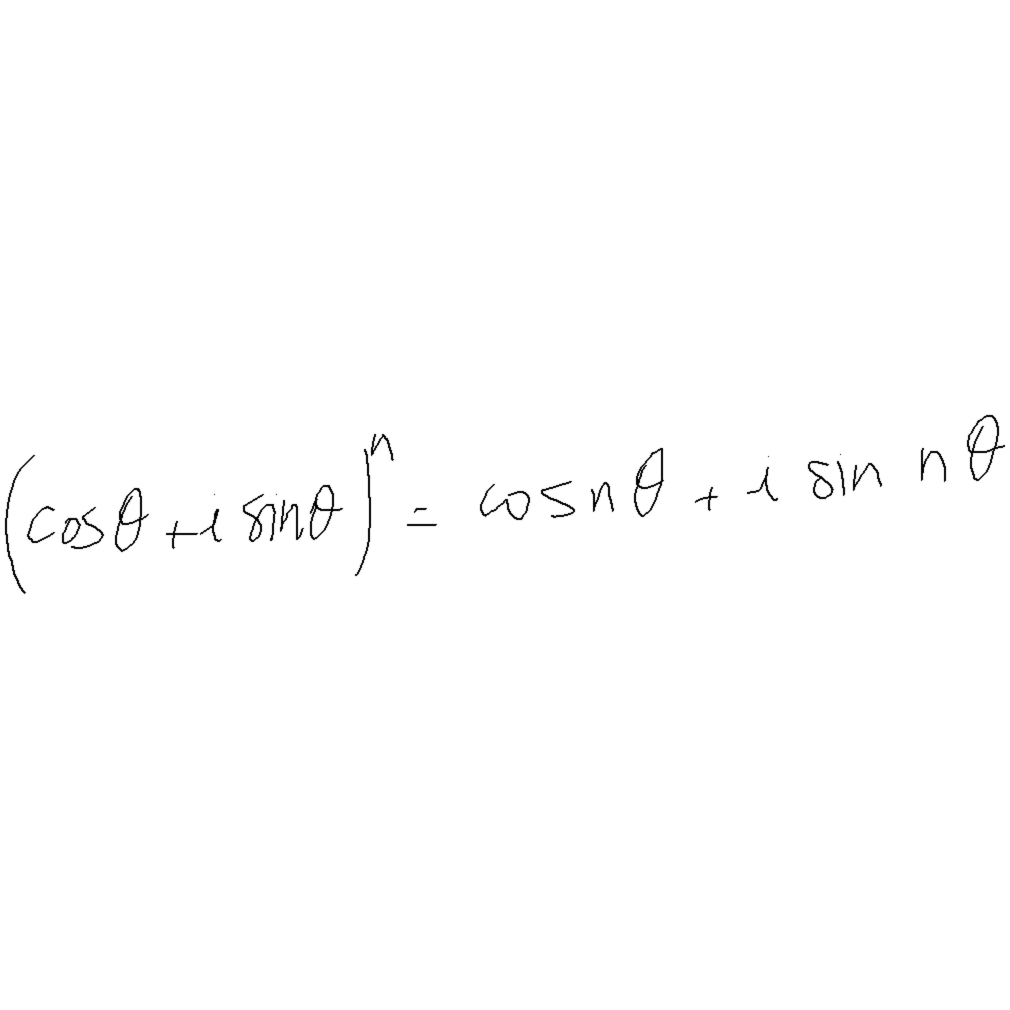 (cosθ + i sinθ)ⁿ = cos nθ + i sin nθ